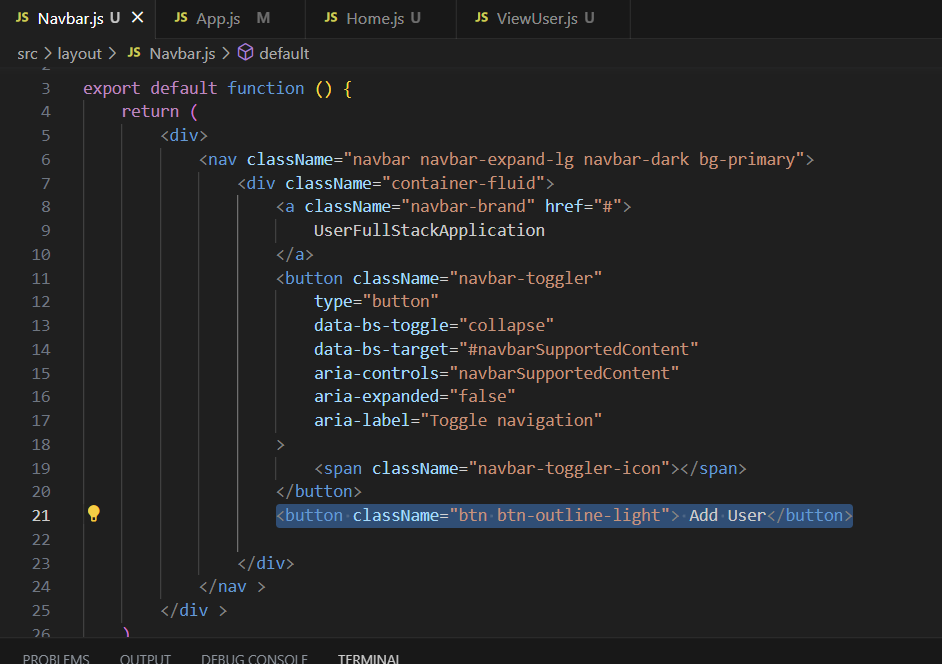 JS Navbar.js U × JS App.js M JS Home.js U JS ViewUser.js U
src > layout > JS Navbar.js > default
2
3 export default function () {
4 return (
5 <div>
6 <nav className="navbar navbar-expand-lg navbar-dark bg-primary">
7 <div className="container-fluid">
8 <a className="navbar-brand" href="#">
9 UserFullStackApplication
10 </a>
11 <button className="navbar-toggler"
12 type="button"
13 data-bs-toggle="collapse"
14 data-bs-target="#navbarSupportedContent"
15 aria-controls="navbarSupportedContent"
16 aria-expanded="false"
17 aria-label="Toggle navigation"
18 >
19 <span className="navbar-toggler-icon"></span>
20 </button>
21 <button className="btn btn-outline-light"> Add User</button>
22
23 </div>
24 </nav >
25 </div >
26 )
PROBLEMS OUTPUT DEBUG CONSOLE TERMINAL